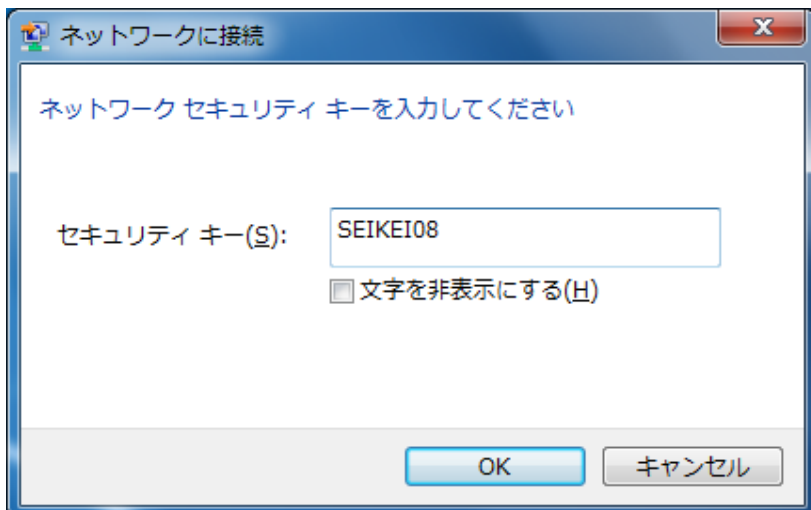 ネットワークに接続
ネットワーク セキュリティ キーを入力してください
セキュリティ キー(S): SEIKEI08
文字を非表示にする(H)
OK キャンセル